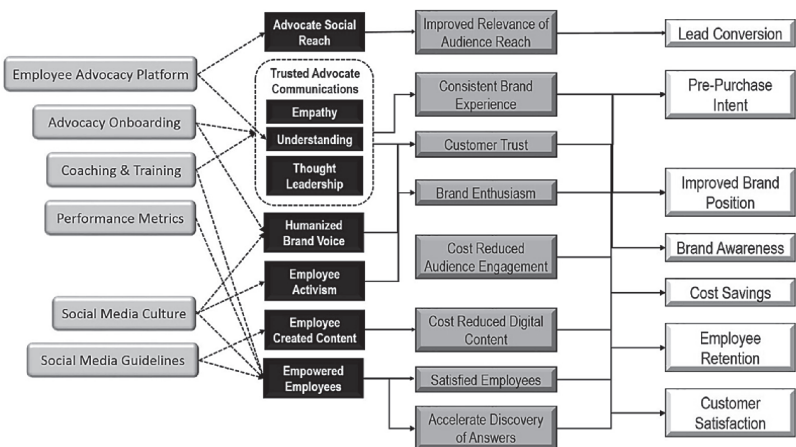 Employee Advocacy Platform
Advocacy Onboarding
Coaching & Training
Performance Metrics
Social Media Culture
Social Media Guidelines
Advocate Social
Reach
Trusted Advocate
Communications
Empathy
Understanding
Thought
Leadership
Humanized
Brand Voice
Employee
Activism
Employee
Created Content
Empowered
Employees
Improved Relevance of
Audience Reach
Consistent Brand
Experience
Customer Trust
Brand Enthusiasm
Cost Reduced
Audience Engagement
Cost Reduced Digital
Content
Satisfied Employees
Accelerate Discovery
of Answers
Lead Conversion
Pre-Purchase
Intent
Improved Brand
Position
Brand Awareness
Cost Savings
Employee
Retention
Customer
Satisfaction